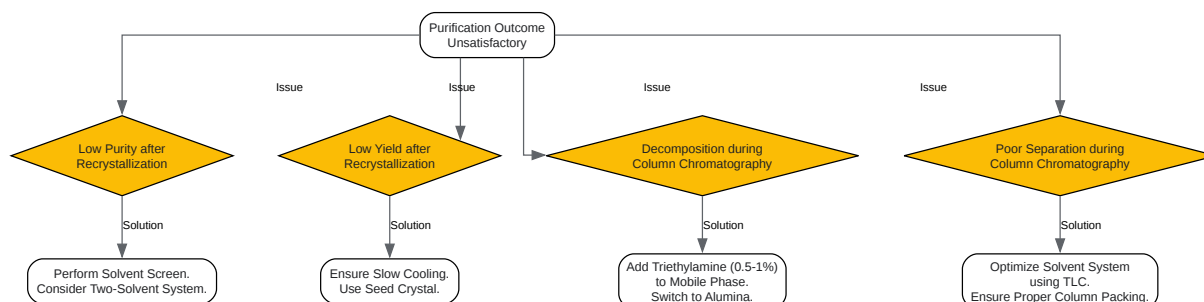 Purification Outcome
Unsatisfactory
Issue
Issue
Issue
Issue
Low Purity after
Recrystallization
Low Yield after
Recrystallization
Decomposition during
Column Chromatography
Poor Separation during
Column Chromatography
Solution
Solution
Solution
Solution
Perform Solvent Screen.
Consider Two-Solvent System.
Ensure Slow Cooling.
Use Seed Crystal.
Add Triethylamine (0.5-1%)
to Mobile Phase.
Switch to Alumina.
Optimize Solvent System
using TLC.
Ensure Proper Column Packing.